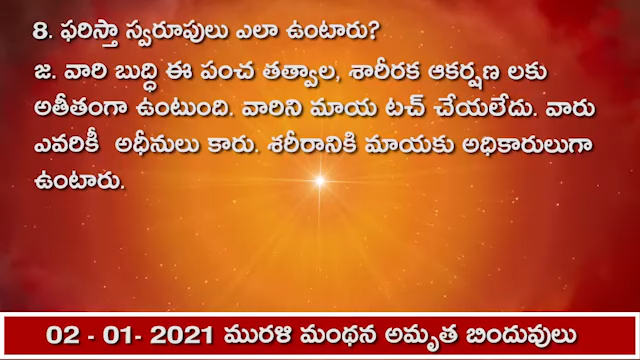 8. ఫరిస్తా స్వరూపులు ఎలా ఉంటారు?
జ. వారి బుద్ధి ఈ పంచ తత్వాల, శారీరక ఆకర్షణ లకు
అతీతంగా ఉంటుంది. వారిని మాయ టచ్ చేయలేదు. వారు
ఎవరికీ అధీనులు కారు. శరీరానికి మాయకు అధికారులుగా
ఉంటారు.
02 - 01- 2021 మురళి మంథన అమృత బిందువులు